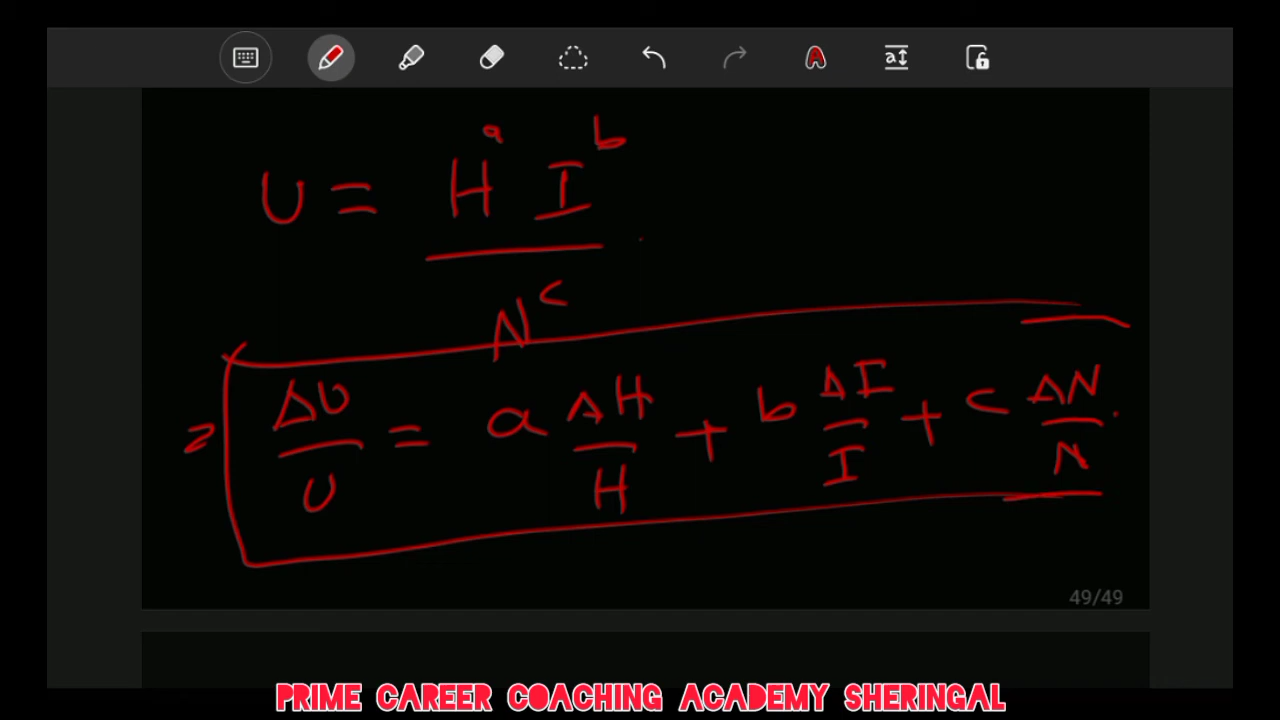 U = H^a I^b / N^c
⇒ ΔU/U = a ΔH/H + b ΔI/I + c ΔN/N
49/49
PRIME CAREER COACHING ACADEMY SHERINGAL